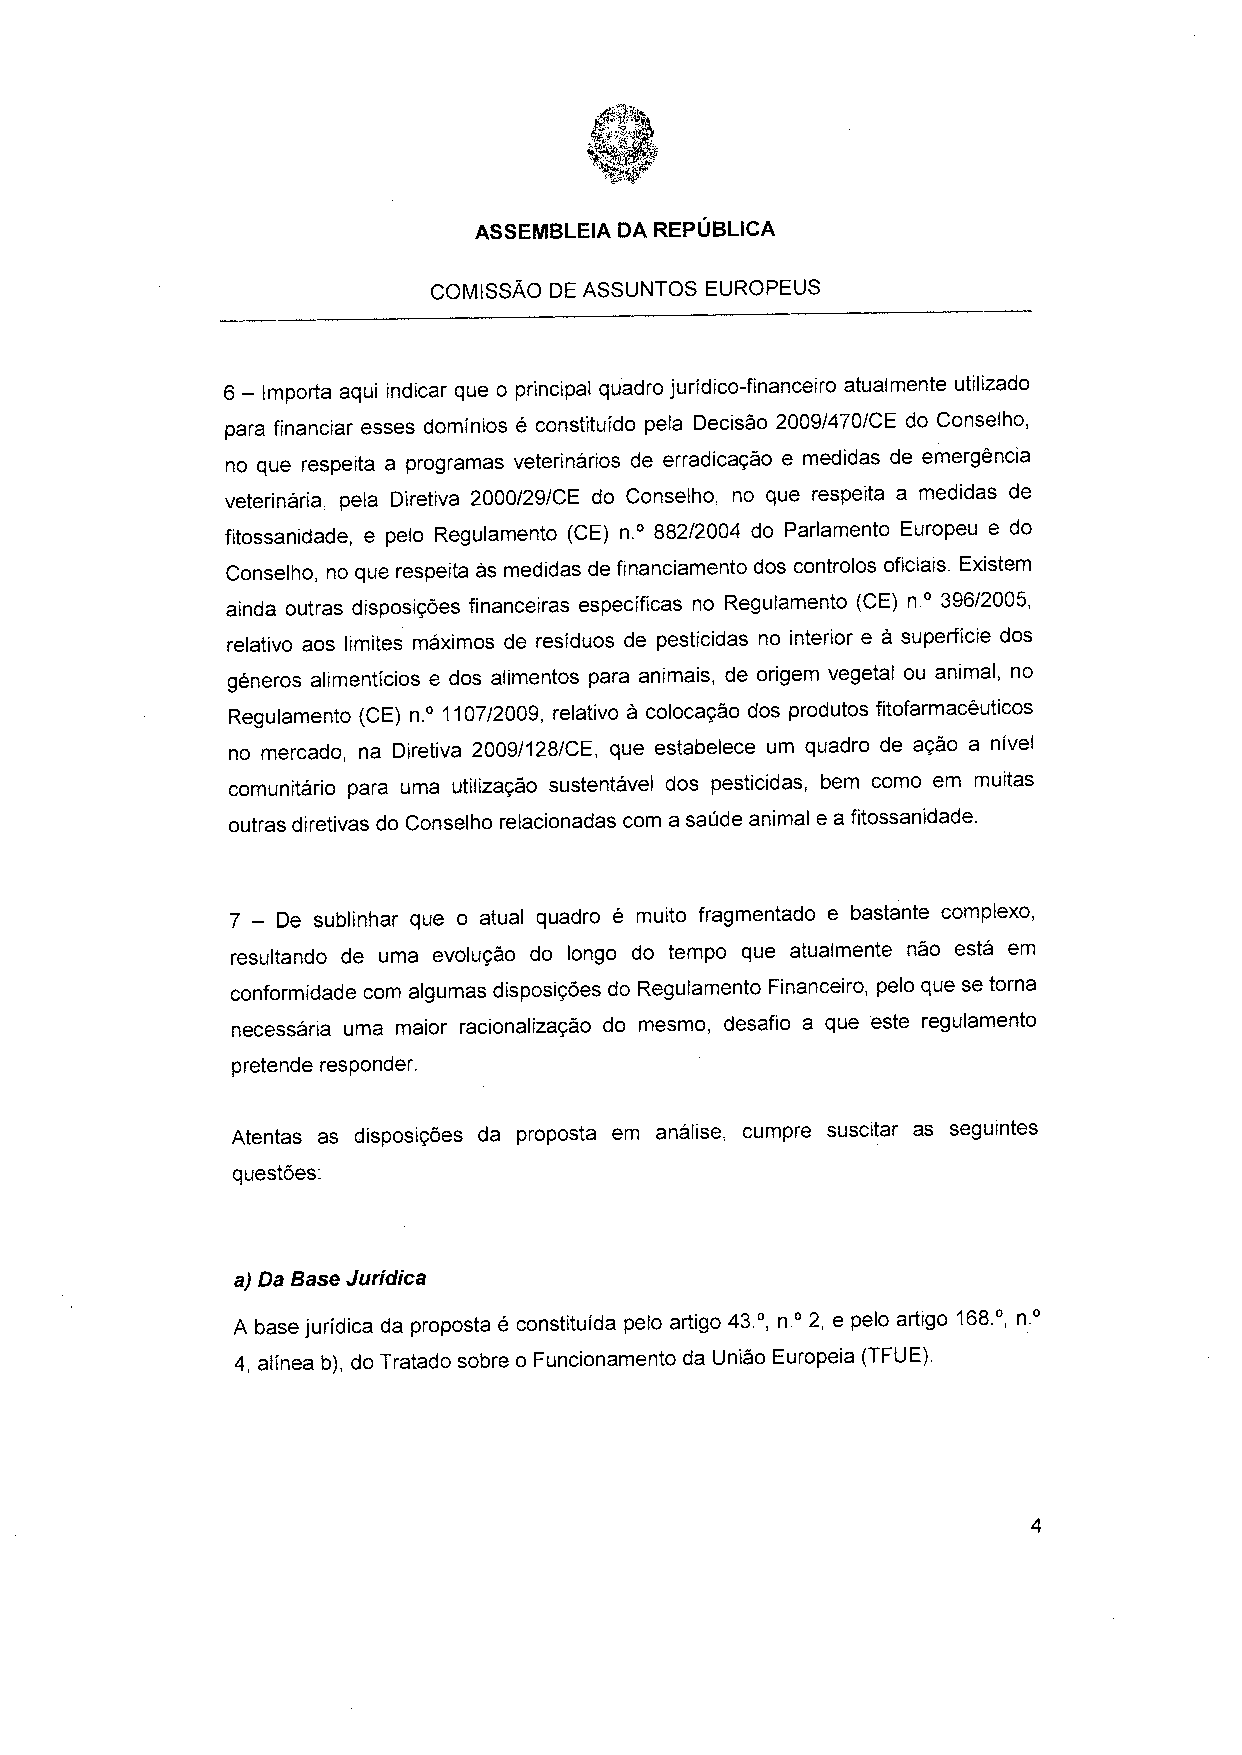 ASSEMBLEIA DA REPÚBLICA
COMISSÃO DE ASSUNTOS EUROPEUS
6 – Importa aqui indicar que o principal quadro jurídico-financeiro atualmente utilizado
para financiar esses domínios é constituído pela Decisão 2009/470/CE do Conselho,
no que respeita a programas veterinários de erradicação e medidas de emergência
veterinária, pela Diretiva 2000/29/CE do Conselho, no que respeita a medidas de
fitossanidade, e pelo Regulamento (CE) n.º 882/2004 do Parlamento Europeu e do
Conselho, no que respeita às medidas de financiamento dos controlos oficiais. Existem
ainda outras disposições financeiras específicas no Regulamento (CE) n.º 396/2005,
relativo aos limites máximos de resíduos de pesticidas no interior e à superfície dos
géneros alimentícios e dos alimentos para animais, de origem vegetal ou animal, no
Regulamento (CE) n.º 1107/2009, relativo à colocação dos produtos fitofarmacêuticos
no mercado, na Diretiva 2009/128/CE, que estabelece um quadro de ação a nível
comunitário para uma utilização sustentável dos pesticidas, bem como em muitas
outras diretivas do Conselho relacionadas com a saúde animal e a fitossanidade.
7 – De sublinhar que o atual quadro é muito fragmentado e bastante complexo,
resultando de uma evolução do longo do tempo que atualmente não está em
conformidade com algumas disposições do Regulamento Financeiro, pelo que se torna
necessária uma maior racionalização do mesmo, desafio a que este regulamento
pretende responder.
Atentas as disposições da proposta em análise, cumpre suscitar as seguintes
questões:
a) Da Base Jurídica
A base jurídica da proposta é constituída pelo artigo 43.º, n.º 2, e pelo artigo 168.º, n.º
4, alínea b), do Tratado sobre o Funcionamento da União Europeia (TFUE).
4